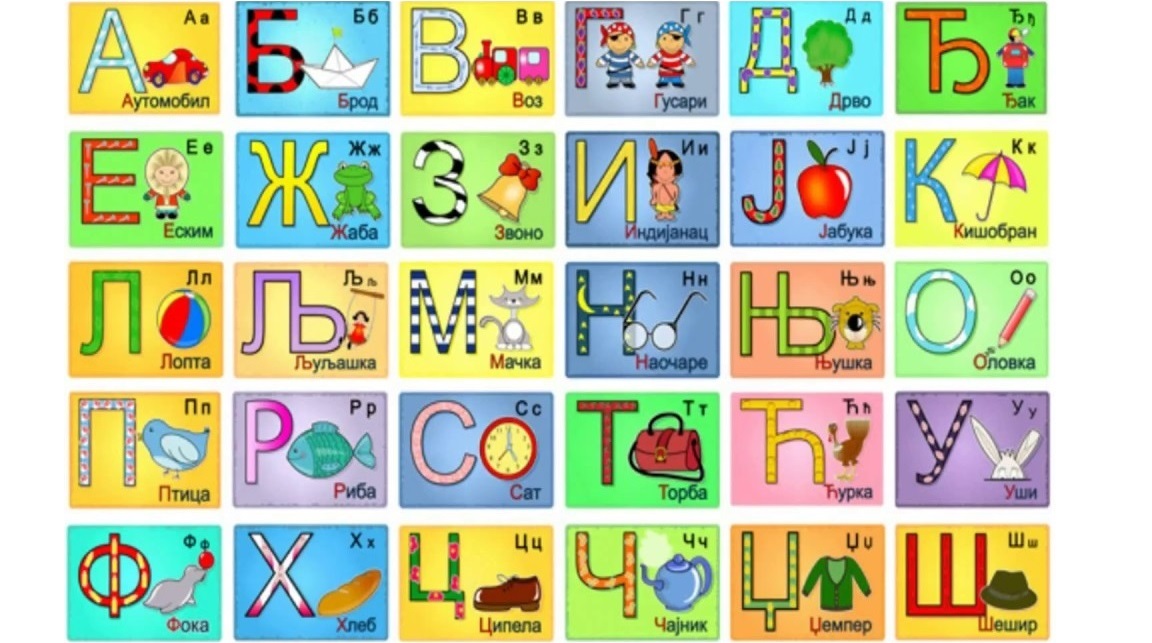 А Аа Аутомобил
Б Бб Брод
В Вв Воз
Г Гг Гусари
Д Дд Дрво
Ђ Ђђ Ђак
Е Ее Еским
Ж Жж Жаба
З Зз Звоно
И Ии Индијанац
Ј Јј Јабука
К Кк Кишобран
Л Лл Лопта
Љ Љљ Љуљашка
М Мм Мачка
Н Нн Наочаре
Њ Њњ Њушка
О Оо Оловка
П Пп Птица
Р Рр Риба
С Сс Сат
Т Тт Торба
Ћ Ћћ Ћурка
У Уу Уши
Ф Фф Фока
Х Хх Хлеб
Ц Цц Ципела
Ч Чч Чајник
Џ Џџ Џемпер
Ш Шш Шешир